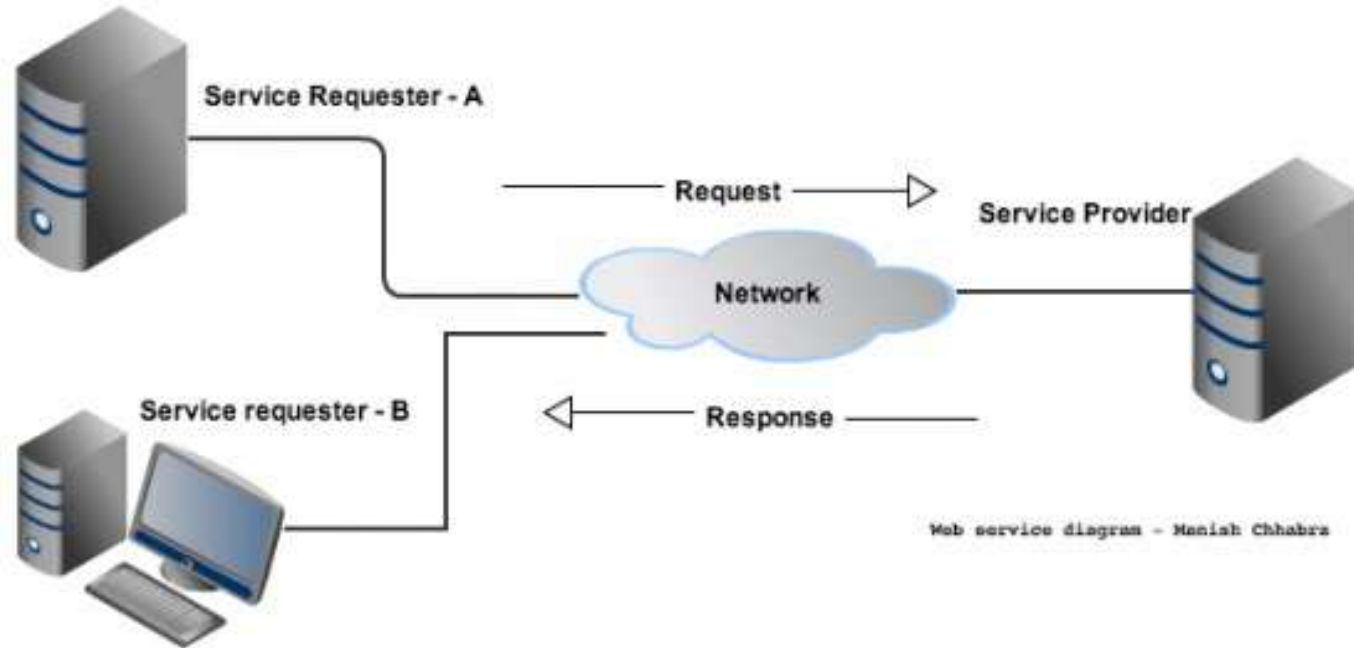 Service Requester - A
Request
Service Provider
Network
Service requester - B
Response
Web service diagram - Manish Chhabra